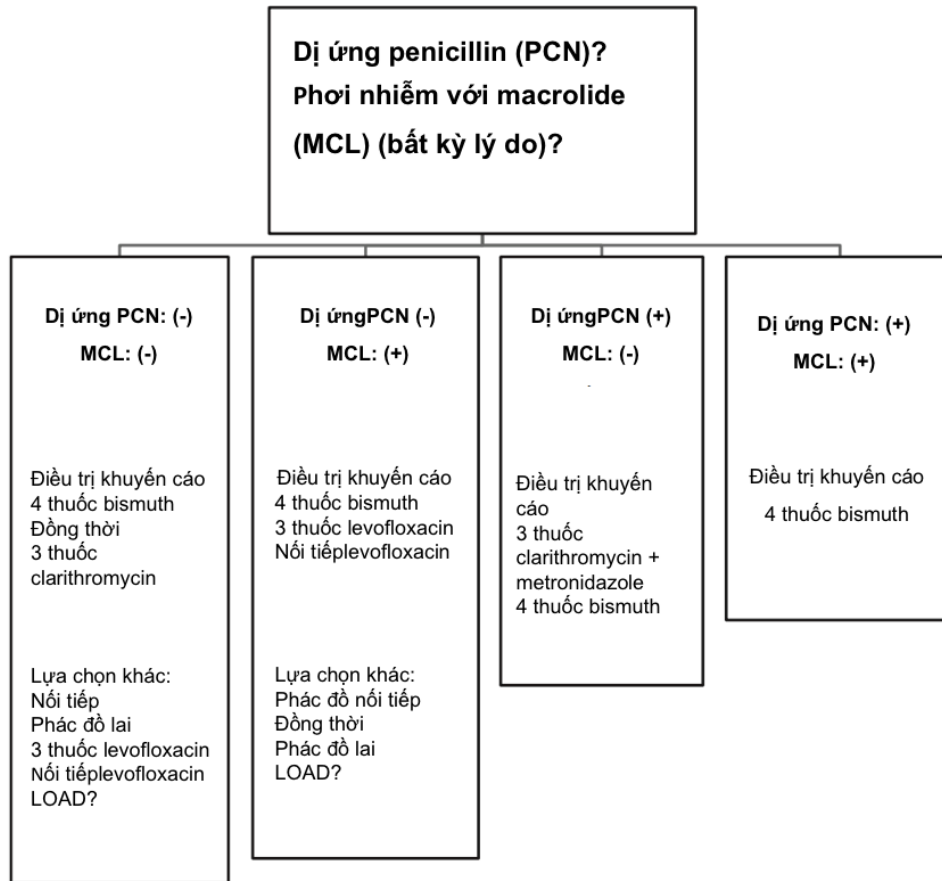 Dị ứng penicillin (PCN)?
Phơi nhiễm với macrolide
(MCL) (bất kỳ lý do)?
Dị ứng PCN: (-)
MCL: (-)
Điều trị khuyến cáo
4 thuốc bismuth
Đồng thời
3 thuốc
clarithromycin
Lựa chọn khác:
Nối tiếp
Phác đồ lai
3 thuốc levofloxacin
Nối tiếplevofloxacin
LOAD?
Dị ứngPCN (-)
MCL: (+)
Điều trị khuyến cáo
4 thuốc bismuth
3 thuốc levofloxacin
Nối tiếplevofloxacin
Lựa chọn khác:
Phác đồ nối tiếp
Đồng thời
Phác đồ lai
LOAD?
Dị ứngPCN (+)
MCL: (-)
Điều trị khuyến
cáo
3 thuốc
clarithromycin +
metronidazole
4 thuốc bismuth
Dị ứng PCN: (+)
MCL: (+)
Điều trị khuyến cáo
4 thuốc bismuth